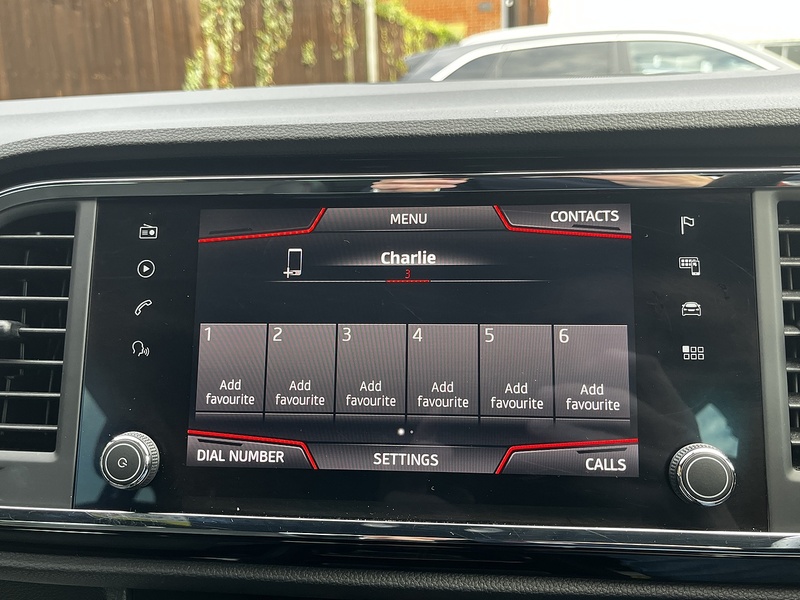 MENU
CONTACTS
Charlie
3
1
2
3
4
5
6
Add
favourite
Add
favourite
Add
favourite
Add
favourite
Add
favourite
Add
favourite
DIAL NUMBER
SETTINGS
CALLS